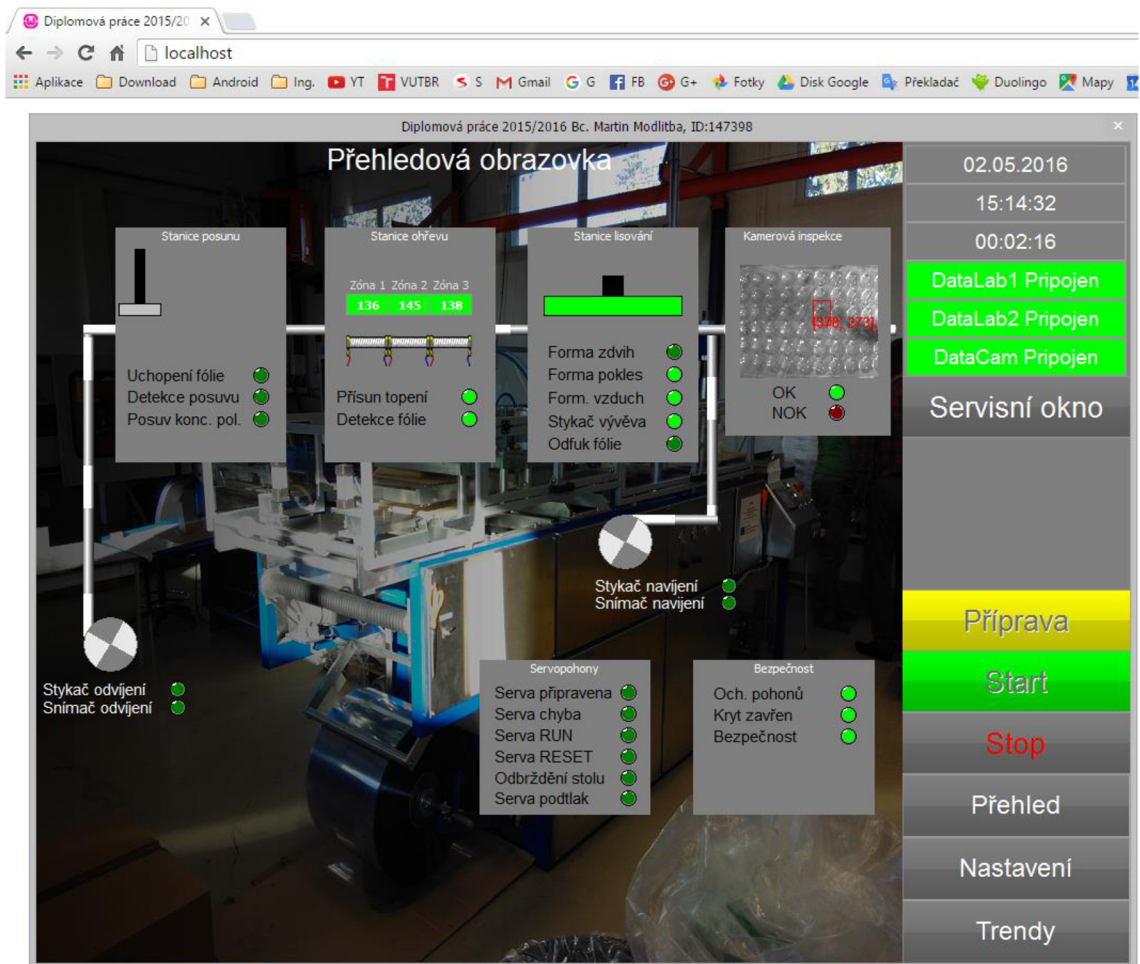 Diplomová práce 2015/20
localhost
Aplikace Download Android Ing. YT VUTBR S Gmail G FB G+ Fotky Disk Google Překladač Duolingo Mapy
Diplomová práce 2015/2016 Bc. Martin Modlitba, ID:147398
Přehledová obrazovka
Stanice posunu
Uchopení fólie
Detekce posuvu
Posuv konc. pol.
Stanice ohřevu
Zóna 1 Zóna 2 Zóna 3
136 145 138
Přísun topení
Detekce fólie
Stanice lisování
Forma zdvih
Forma pokles
Form. vzduch
Stykač vývěva
Odfuk fólie
Kamerová inspekce
[378, 273]
OK
NOK
Stykač navíjení
Snímač navijení
Stykač odvíjení
Snímač odvíjení
Servopohony
Serva připravena
Serva chyba
Serva RUN
Serva RESET
Odbrždění stolu
Serva podtlak
Bezpečnost
Och. pohonů
Kryt zavřen
Bezpečnost
02.05.2016
15:14:32
00:02:16
DataLab1 Pripojen
DataLab2 Pripojen
DataCam Pripojen
Servisní okno
Příprava
Start
Stop
Přehled
Nastavení
Trendy